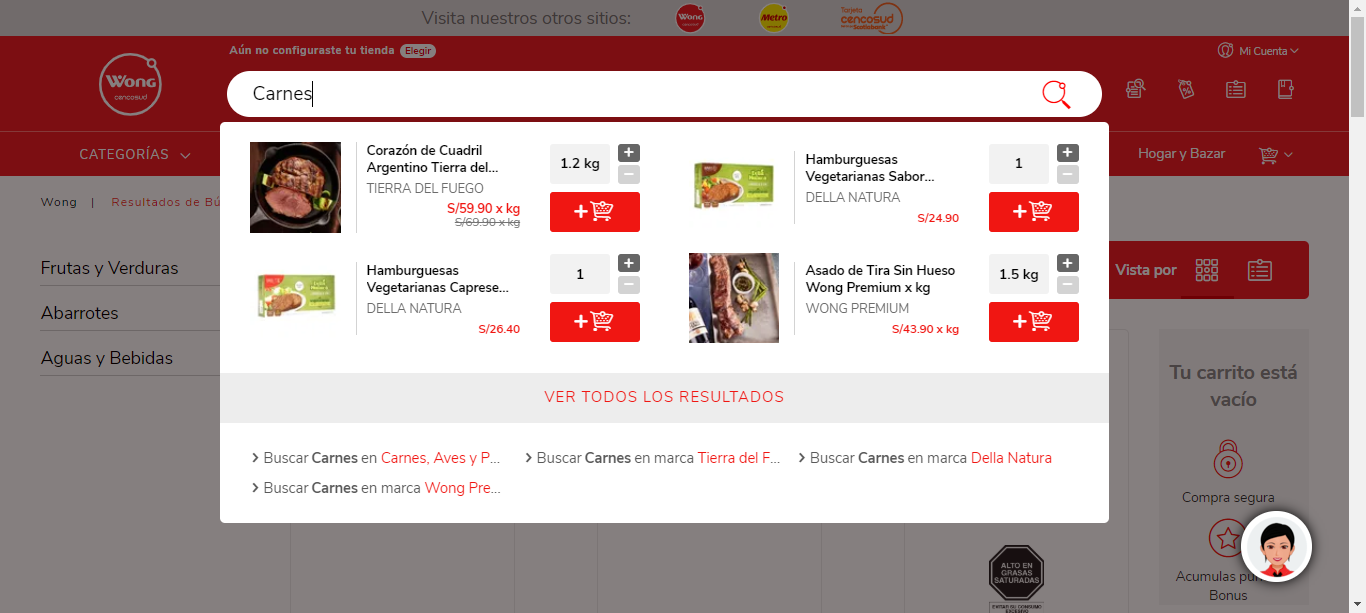 Visita nuestros otros sitios:
Wong
cencosud
Metro
cencosud
Tarjeta
cencosud
Scotiabank
Aún no configuraste tu tienda Elegir
Mi Cuenta
Wong
cencosud
Carnes
CATEGORÍAS
Hogar y Bazar
Wong | Resultados de Bú
Frutas y Verduras
Abarrotes
Aguas y Bebidas
Corazón de Cuadril
Argentino Tierra del...
TIERRA DEL FUEGO
S/59.90 x kg
S/69.90 x kg
1.2 kg
+
−
+
Hamburguesas
Vegetarianas Sabor...
DELLA NATURA
S/24.90
1
+
−
+
Hamburguesas
Vegetarianas Caprese...
DELLA NATURA
S/26.40
1
+
−
+
Asado de Tira Sin Hueso
Wong Premium x kg
WONG PREMIUM
S/43.90 x kg
1.5 kg
+
−
+
VER TODOS LOS RESULTADOS
Buscar Carnes en Carnes, Aves y P...
Buscar Carnes en marca Tierra del F...
Buscar Carnes en marca Della Natura
Buscar Carnes en marca Wong Pre...
Vista por
Tu carrito está
vacío
Compra segura
Acumulas pun
Bonus
ALTO EN
GRASAS
SATURADAS
EVITAR SU CONSUMO
EXCESIVO